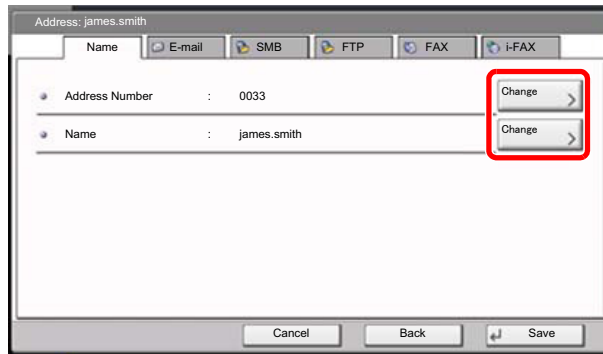 Address: james.smith
Name E-mail SMB FTP FAX i-FAX
Address Number : 0033 Change
Name : james.smith Change
Cancel Back Save